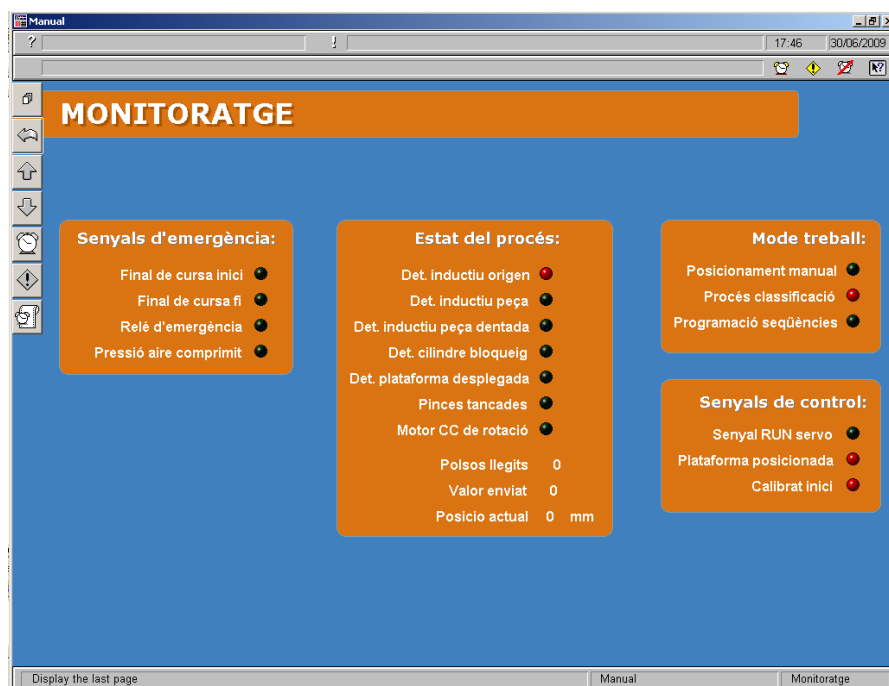 Manual
?
!
17:46
30/06/2009
MONITORATGE
Senyals d'emergència:
Final de cursa inici
Final de cursa fi
Relé d'emergència
Pressió aire comprimit
Estat del procés:
Det. inductiu origen
Det. inductiu peça
Det. inductiu peça dentada
Det. cilindre bloqueig
Det. plataforma desplegada
Pinces tancades
Motor CC de rotació
Polsos llegits 0
Valor enviat 0
Posicio actual 0 mm
Mode treball:
Posicionament manual
Procés classificació
Programació seqüències
Senyals de control:
Senyal RUN servo
Plataforma posicionada
Calibrat inici
Display the last page
Manual
Monitoratge